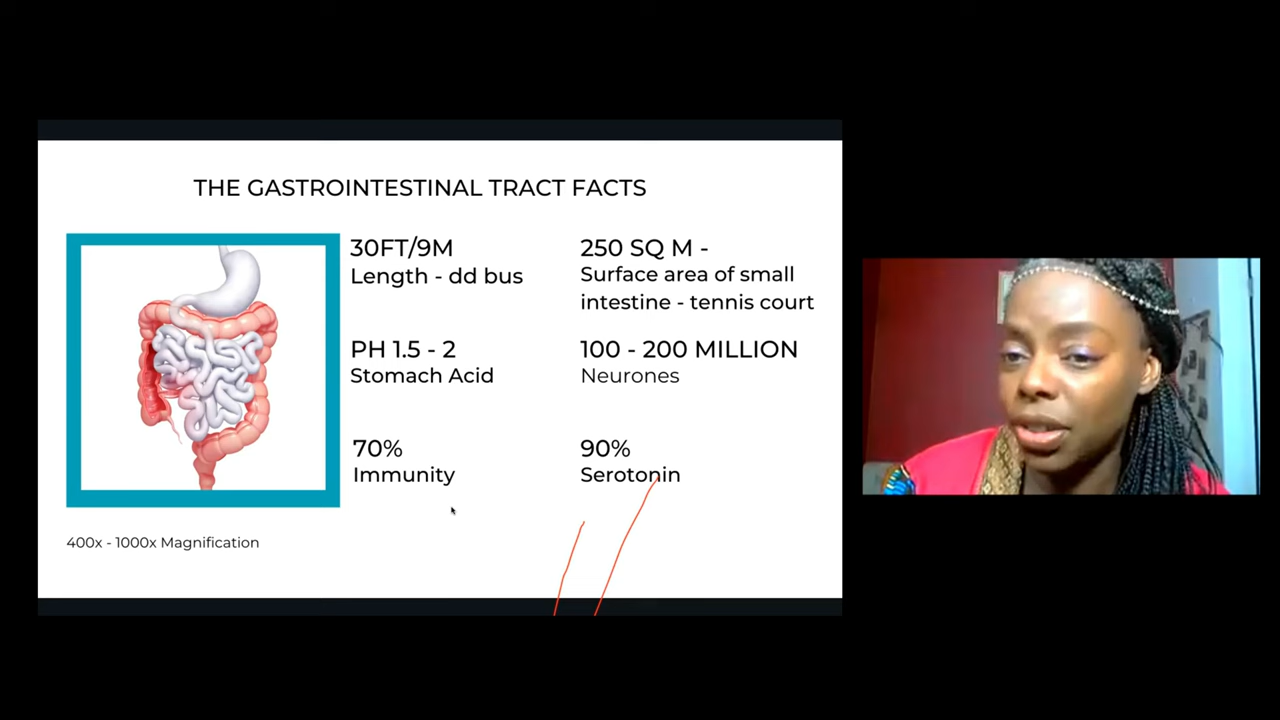 THE GASTROINTESTINAL TRACT FACTS
30FT/9M
Length - dd bus
250 SQ M -
Surface area of small
intestine - tennis court
PH 1.5 - 2
Stomach Acid
100 - 200 MILLION
Neurones
70%
Immunity
90%
Serotonin
400x - 1000x Magnification